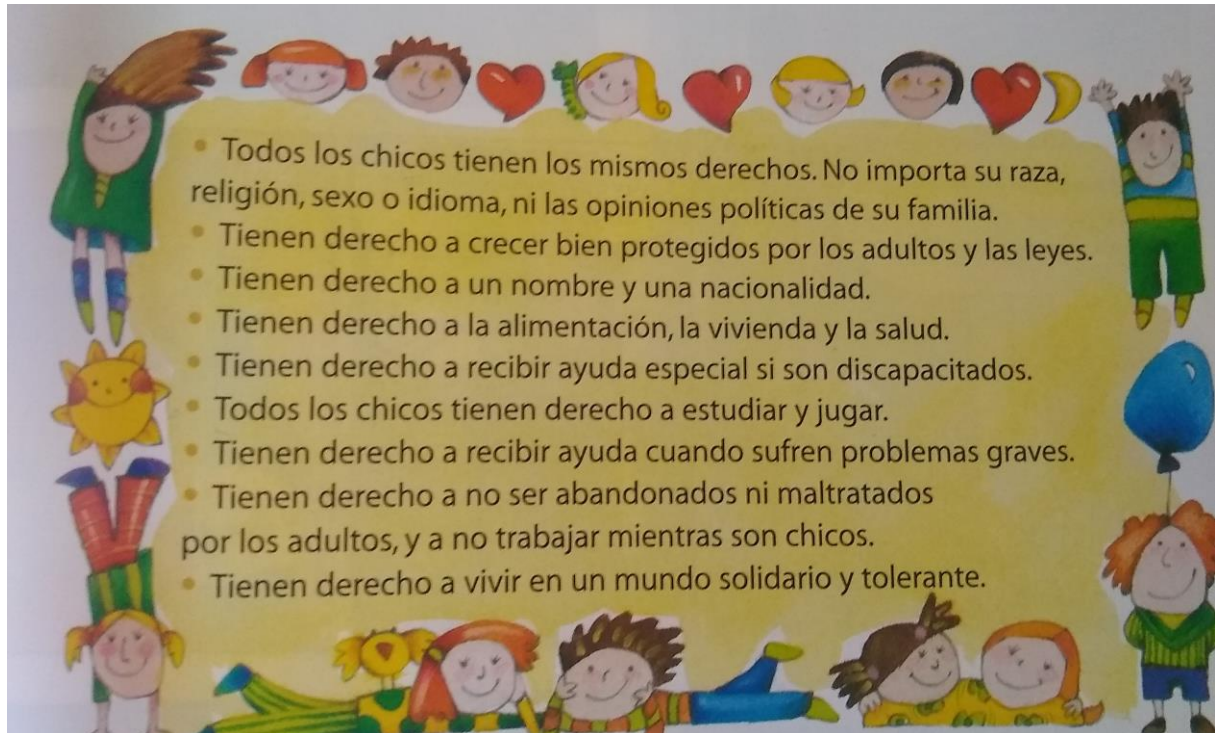 • Todos los chicos tienen los mismos derechos. No importa su raza,
religión, sexo o idioma, ni las opiniones políticas de su familia.
• Tienen derecho a crecer bien protegidos por los adultos y las leyes.
• Tienen derecho a un nombre y una nacionalidad.
• Tienen derecho a la alimentación, la vivienda y la salud.
• Tienen derecho a recibir ayuda especial si son discapacitados.
• Todos los chicos tienen derecho a estudiar y jugar.
• Tienen derecho a recibir ayuda cuando sufren problemas graves.
• Tienen derecho a no ser abandonados ni maltratados
por los adultos, y a no trabajar mientras son chicos.
• Tienen derecho a vivir en un mundo solidario y tolerante.